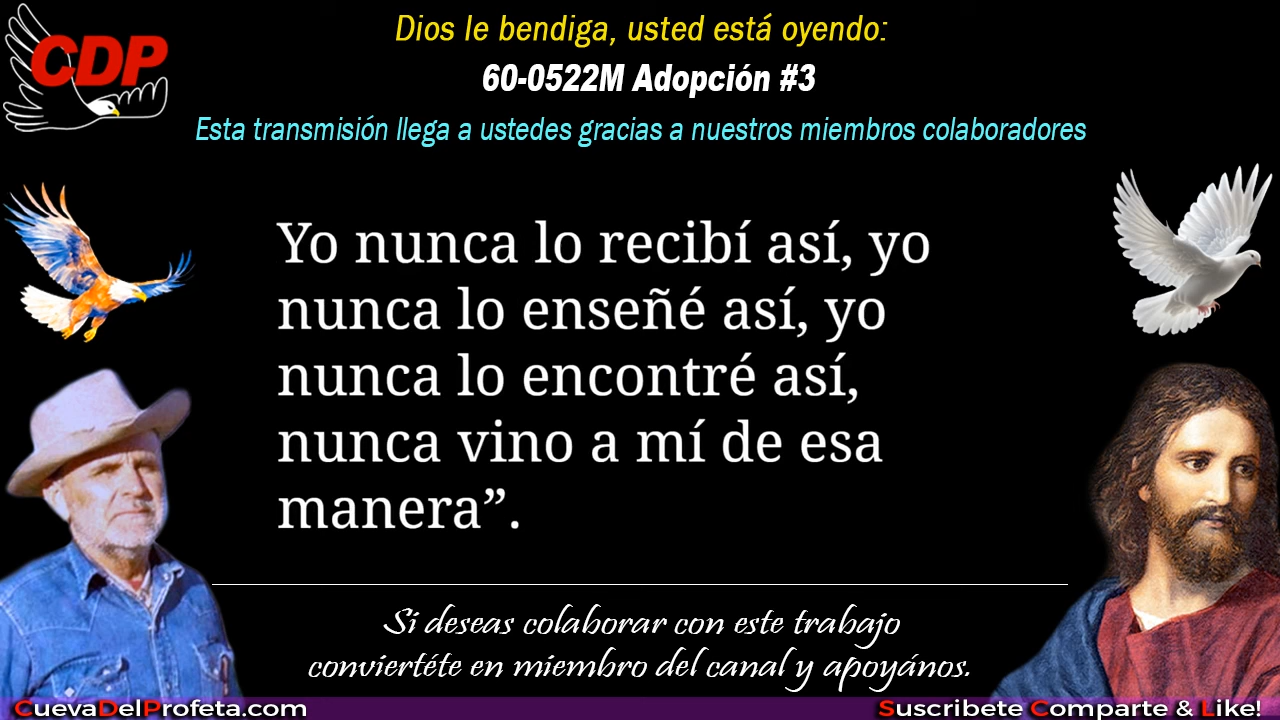 CDP
Dios le bendiga, usted está oyendo:
60-0522M Adopción #3
Esta transmisión llega a ustedes gracias a nuestros miembros colaboradores
Yo nunca lo recibí así, yo
nunca lo enseñé así, yo
nunca lo encontré así,
nunca vino a mí de esa
manera”.
Si deseas colaborar con este trabajo
conviertéte en miembro del canal y apoyános.
CuevaDelProfeta.com
Suscribete Comparte & Like!